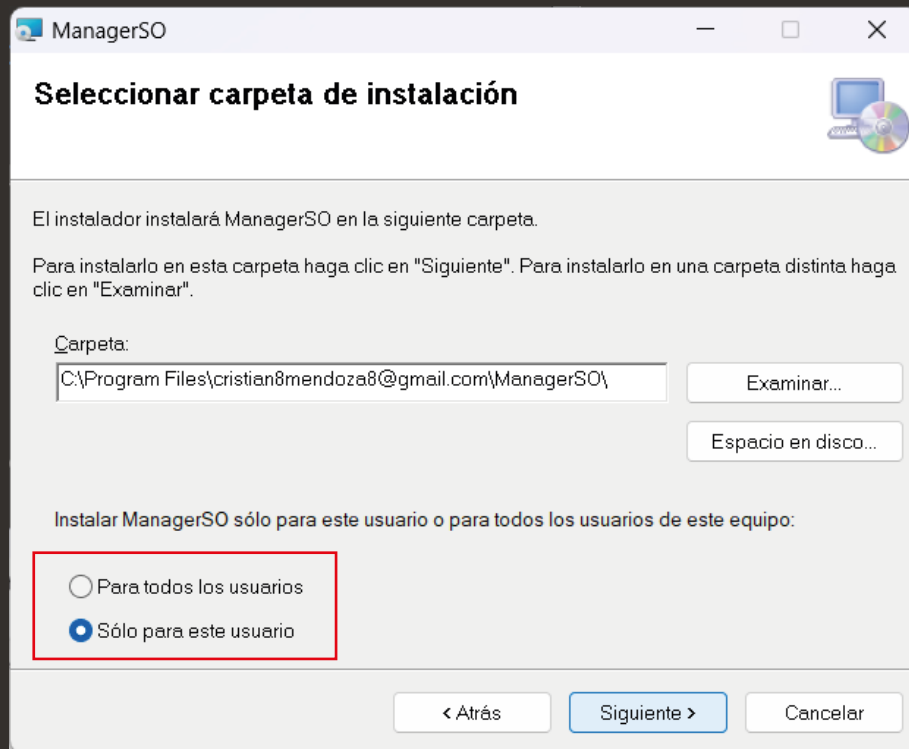 ManagerSO
Seleccionar carpeta de instalación
El instalador instalará ManagerSO en la siguiente carpeta.
Para instalarlo en esta carpeta haga clic en "Siguiente". Para instalarlo en una carpeta distinta haga
clic en "Examinar".
Carpeta:
C:\Program Files\cristian8mendoza8@gmail.com\ManagerSO\
Examinar...
Espacio en disco...
Instalar ManagerSO sólo para este usuario o para todos los usuarios de este equipo:
Para todos los usuarios
Sólo para este usuario
< Atrás
Siguiente >
Cancelar